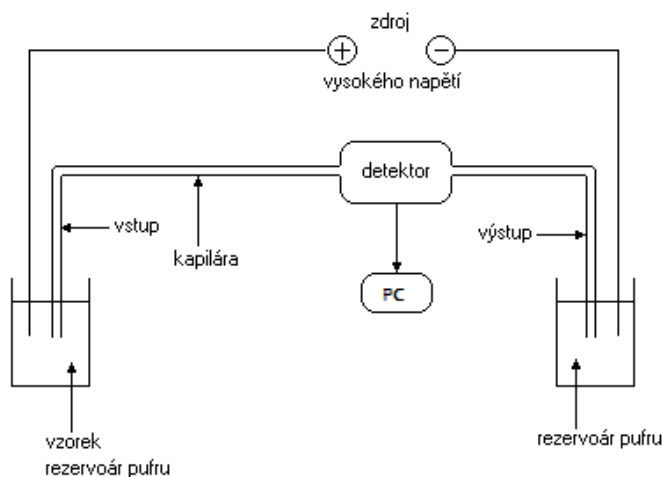 zdroj
+ −
vysokého napětí
detektor
vstup
výstup
kapilára
PC
vzorek
rezervoár pufru
rezervoár pufru